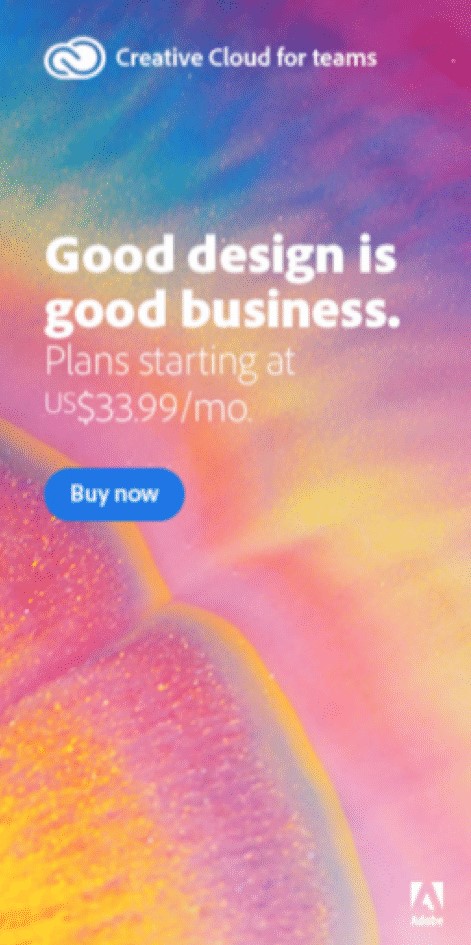 Creative Cloud for teams
Good design is
good business.
Plans starting at
US$33.99/mo.
Buy now
Adobe